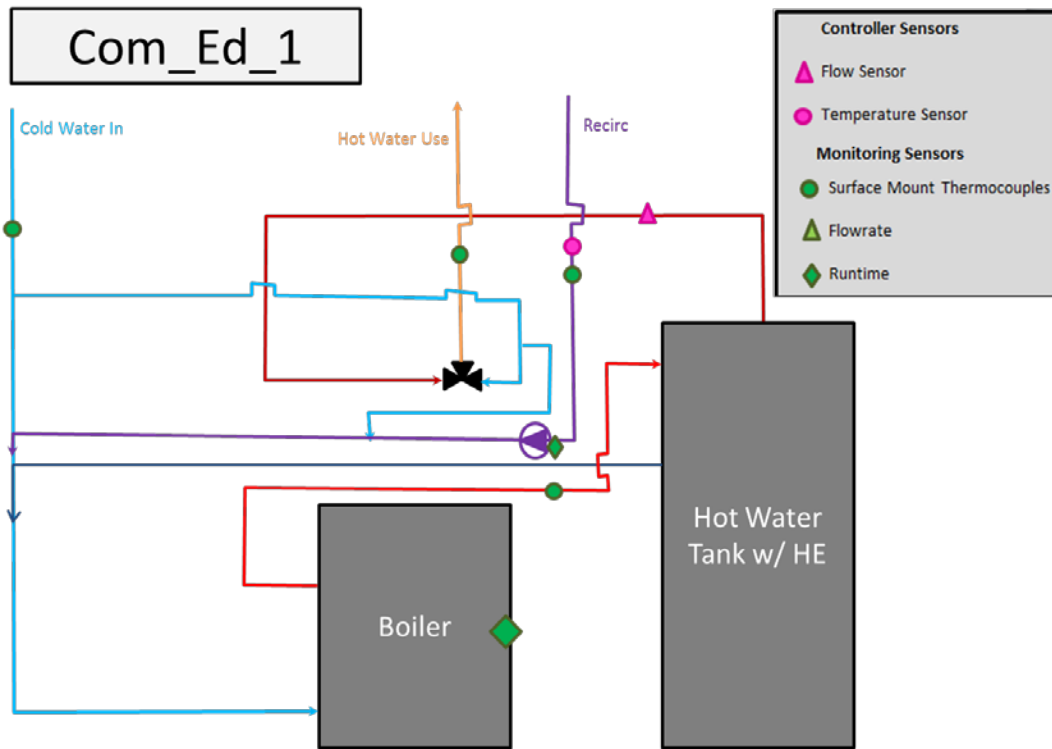 Com_Ed_1
Controller Sensors
Flow Sensor
Temperature Sensor
Monitoring Sensors
Surface Mount Thermocouples
Flowrate
Runtime
Cold Water In
Hot Water Use
Recirc
Hot Water
Tank w/ HE
Boiler